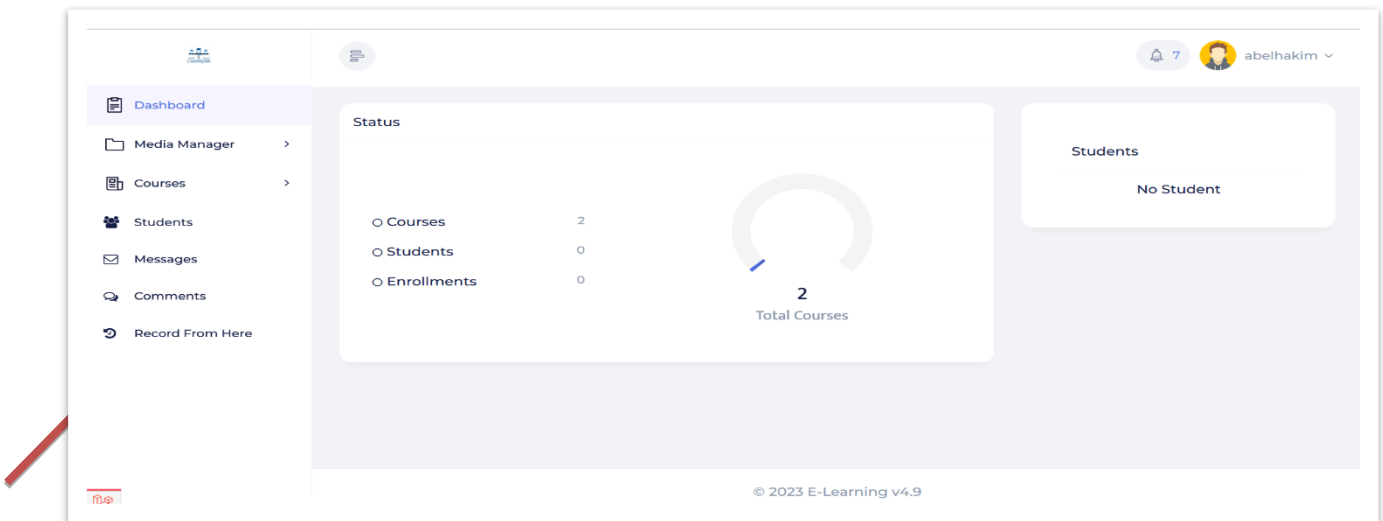 7 abelhakim
Dashboard
Media Manager
Courses
Students
Messages
Comments
Record From Here
Status
Courses 2
Students 0
Enrollments 0
2
Total Courses
Students
No Student
© 2023 E-Learning v4.9